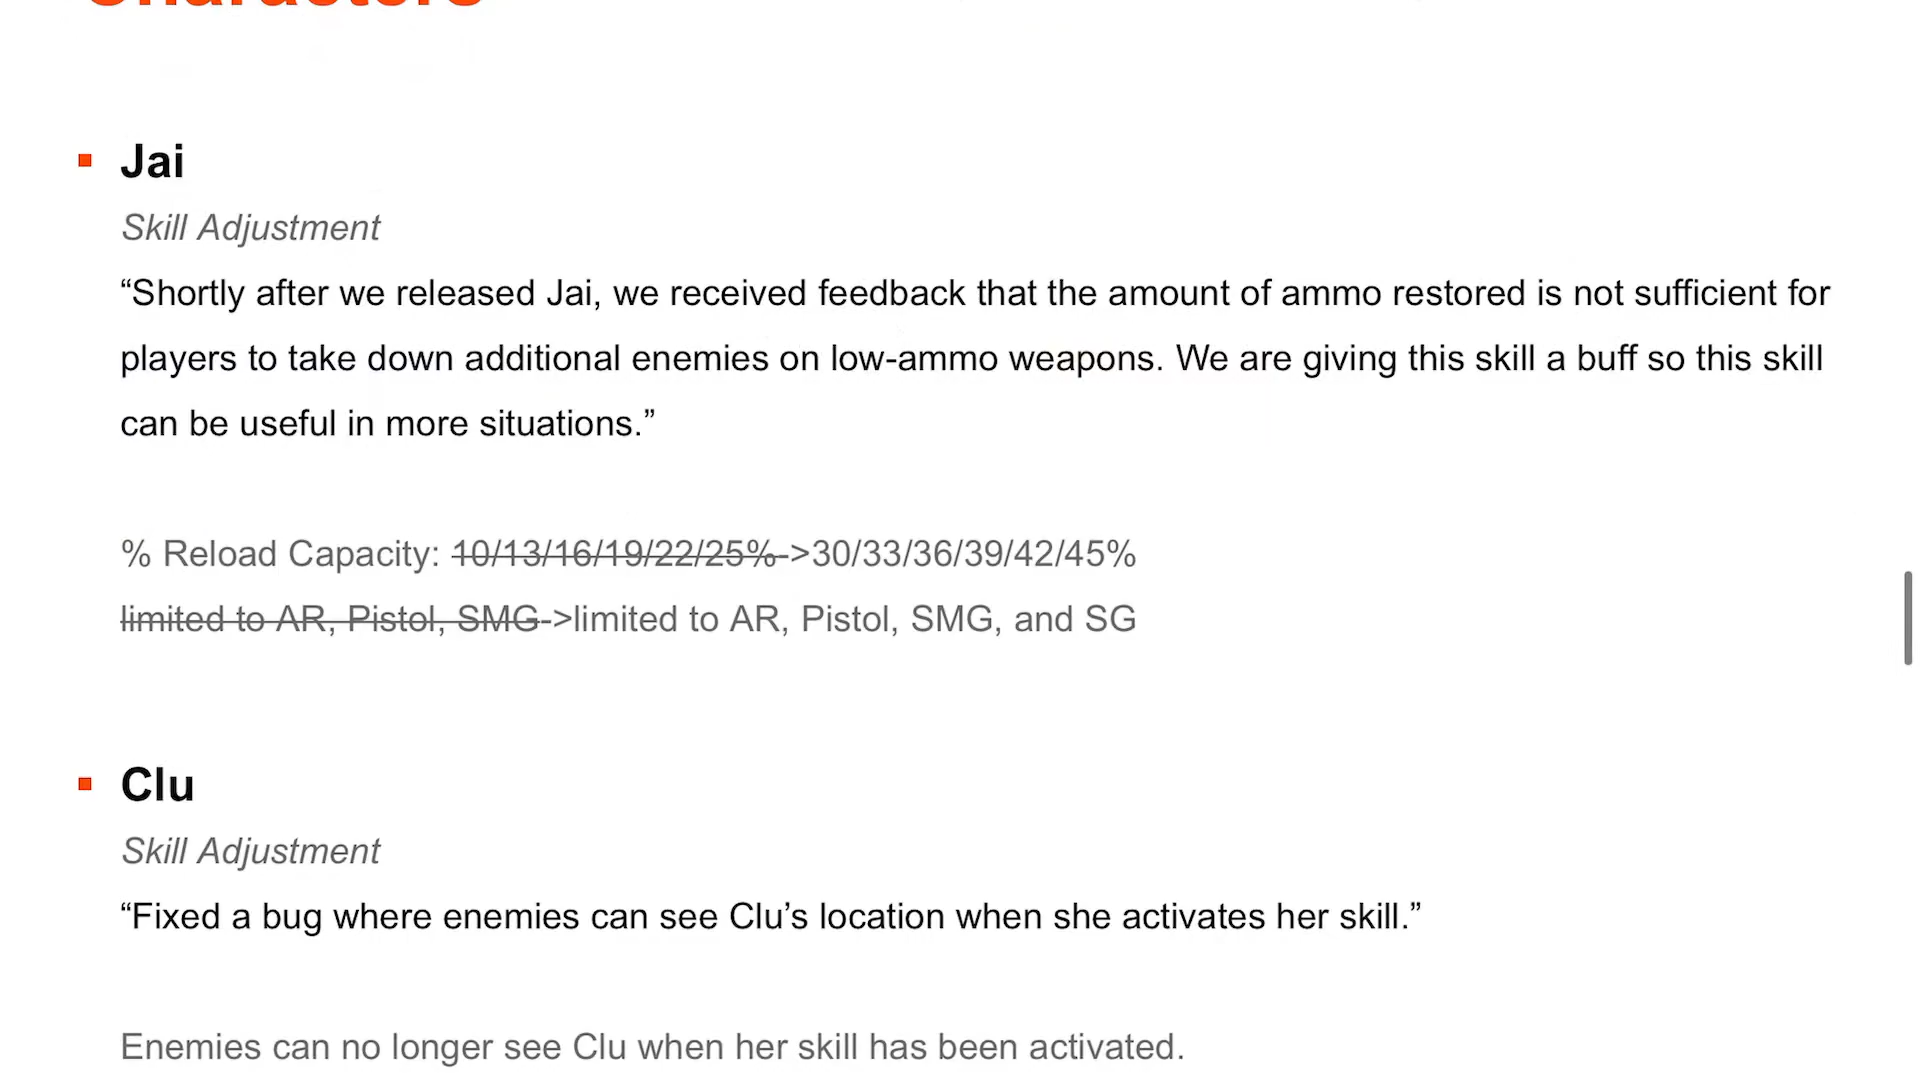 Characters
Jai
Skill Adjustment
“Shortly after we released Jai, we received feedback that the amount of ammo restored is not sufficient for
players to take down additional enemies on low-ammo weapons. We are giving this skill a buff so this skill
can be useful in more situations.”
% Reload Capacity: 10/13/16/19/22/25% ->30/33/36/39/42/45%
limited to AR, Pistol, SMG->limited to AR, Pistol, SMG, and SG
Clu
Skill Adjustment
“Fixed a bug where enemies can see Clu’s location when she activates her skill.”
Enemies can no longer see Clu when her skill has been activated.